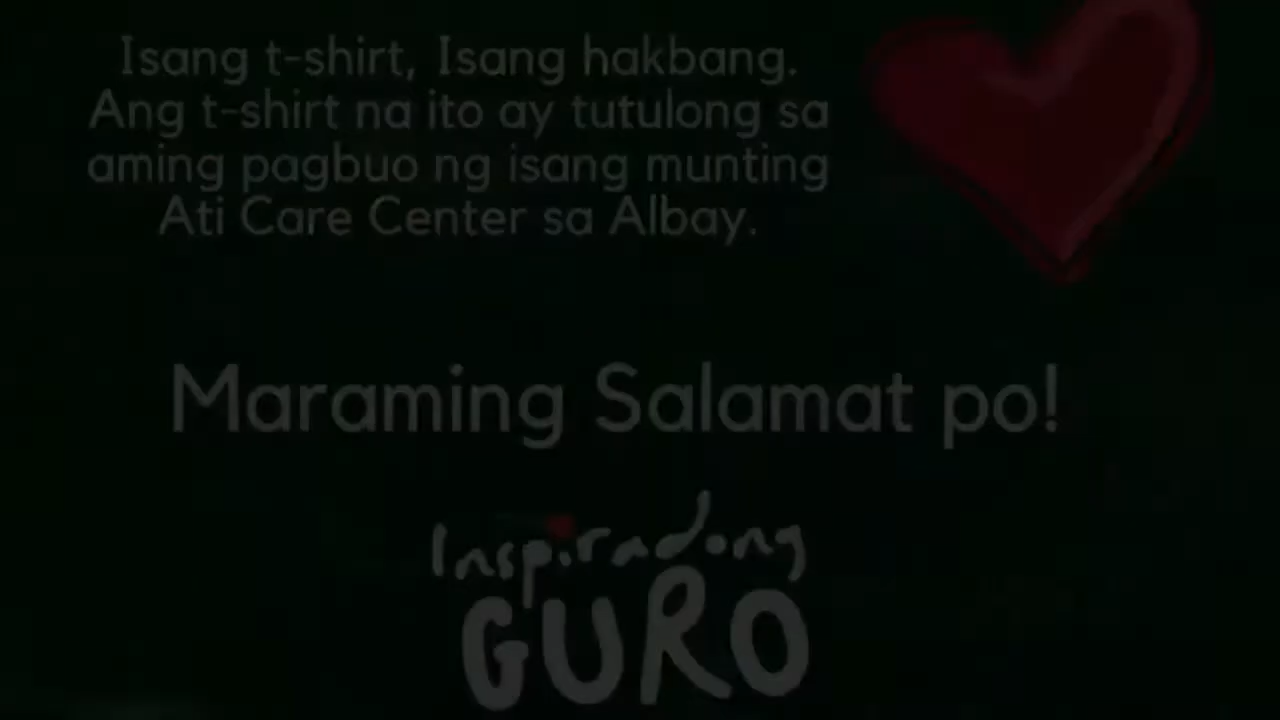 Isang t-shirt, Isang hakbang.
Ang t-shirt na ito ay tutulong sa
aming pagbuo ng isang munting
Ati Care Center sa Albay.
Maraming Salamat po!
Inspiradong
GURO